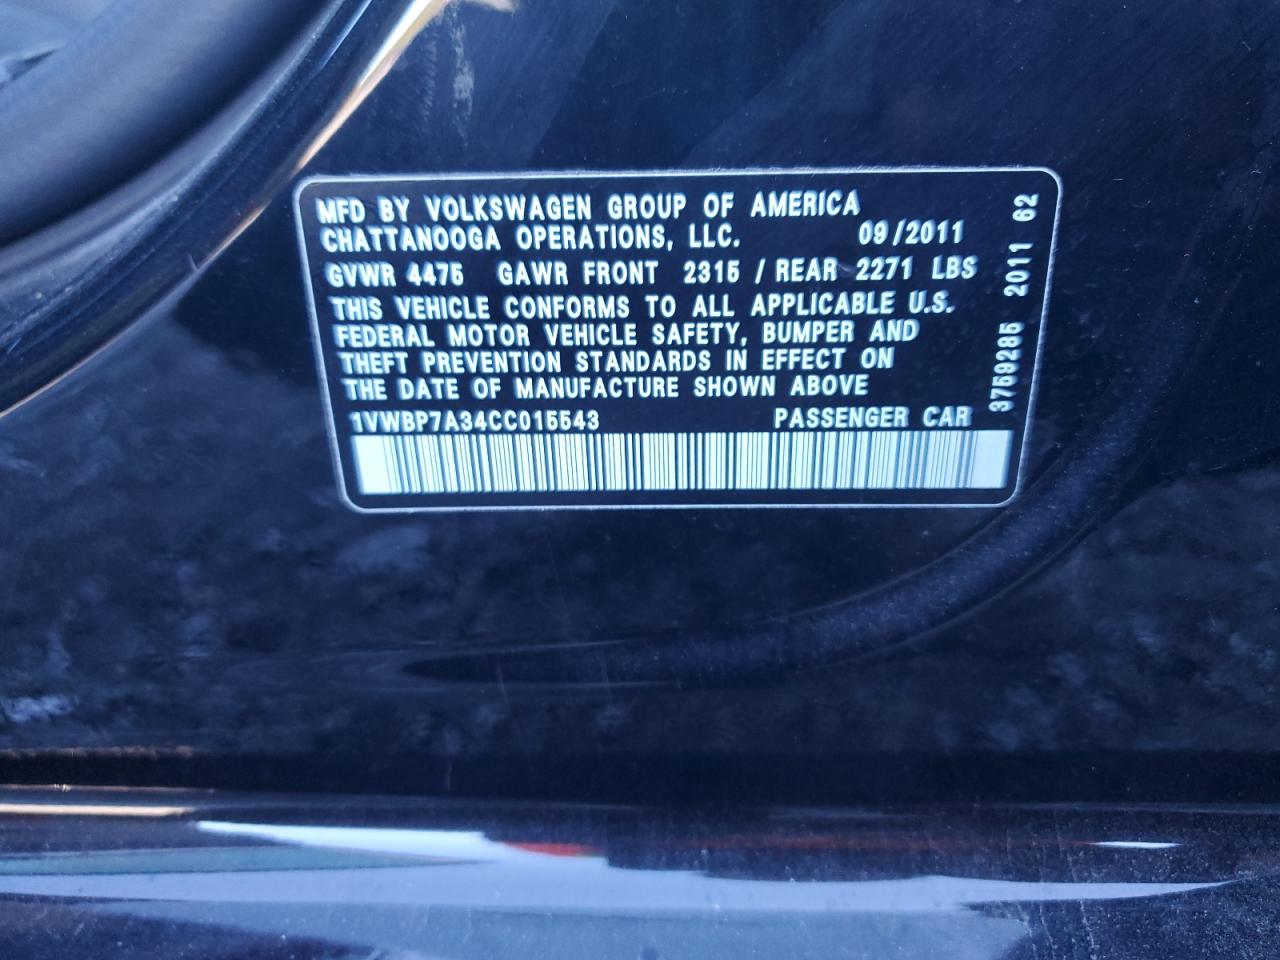 MFD BY VOLKSWAGEN GROUP OF AMERICA
CHATTANOOGA OPERATIONS, LLC. 09/2011
GVWR 4475 GAWR FRONT 2315 / REAR 2271 LBS
THIS VEHICLE CONFORMS TO ALL APPLICABLE U.S.
FEDERAL MOTOR VEHICLE SAFETY, BUMPER AND
THEFT PREVENTION STANDARDS IN EFFECT ON
THE DATE OF MANUFACTURE SHOWN ABOVE
1VWBP7A34CC015543 PASSENGER CAR
3759285 2011 62